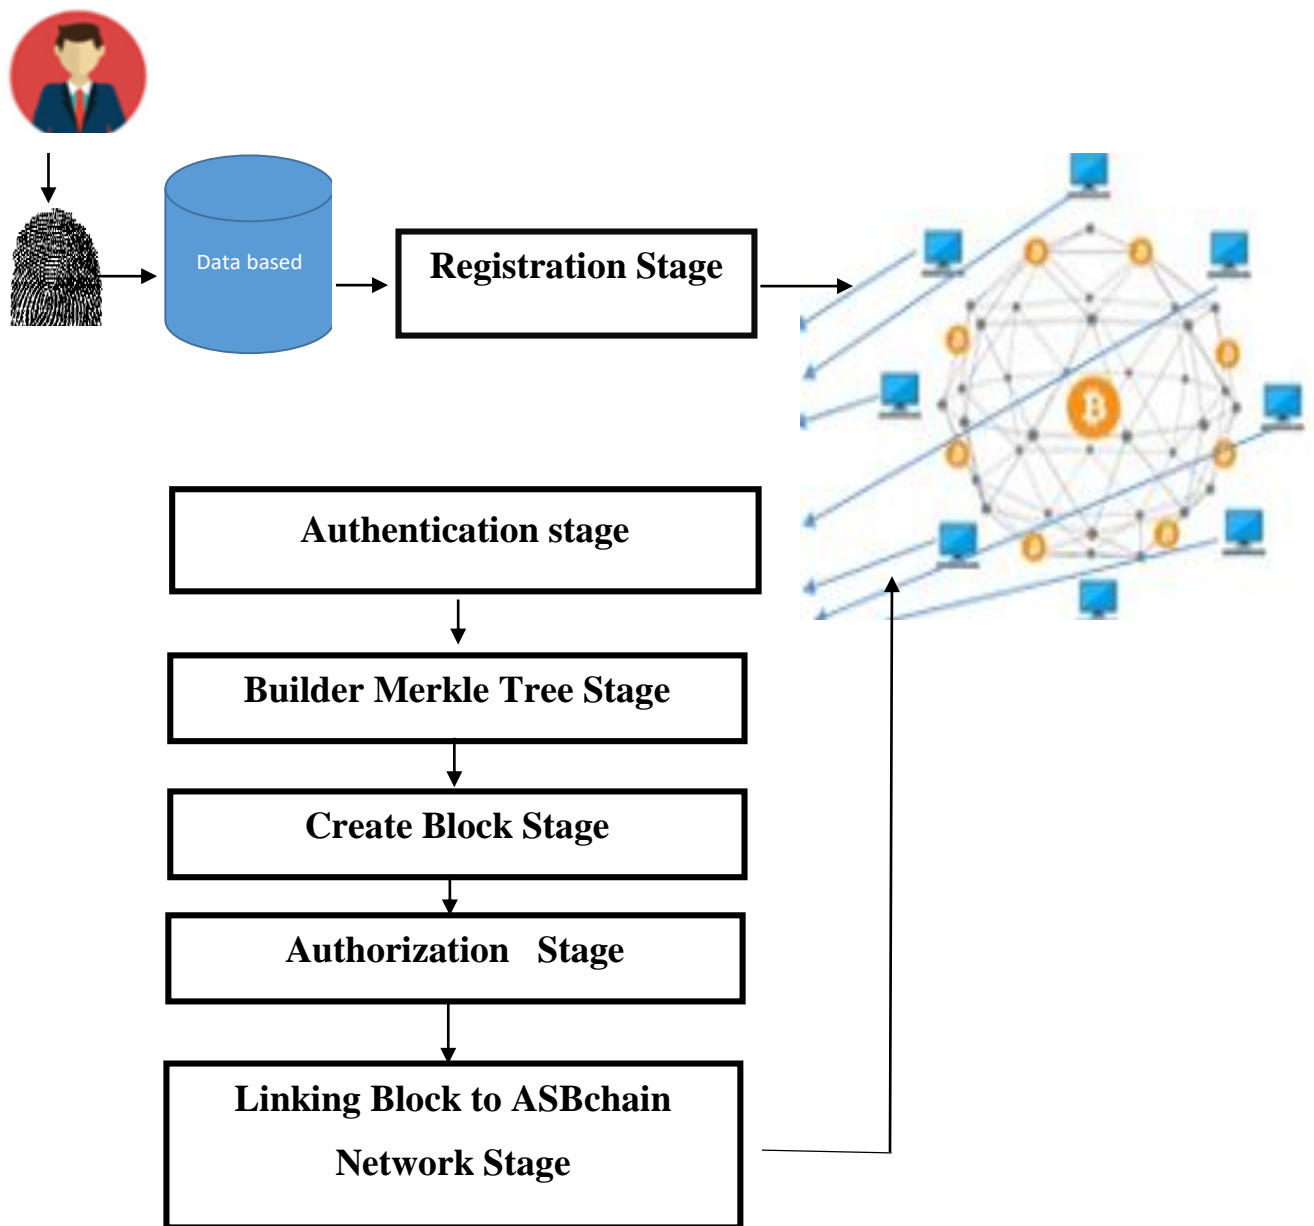 Data based
Registration Stage
Authentication stage
Builder Merkle Tree Stage
Create Block Stage
Authorization Stage
Linking Block to ASBchain
Network Stage